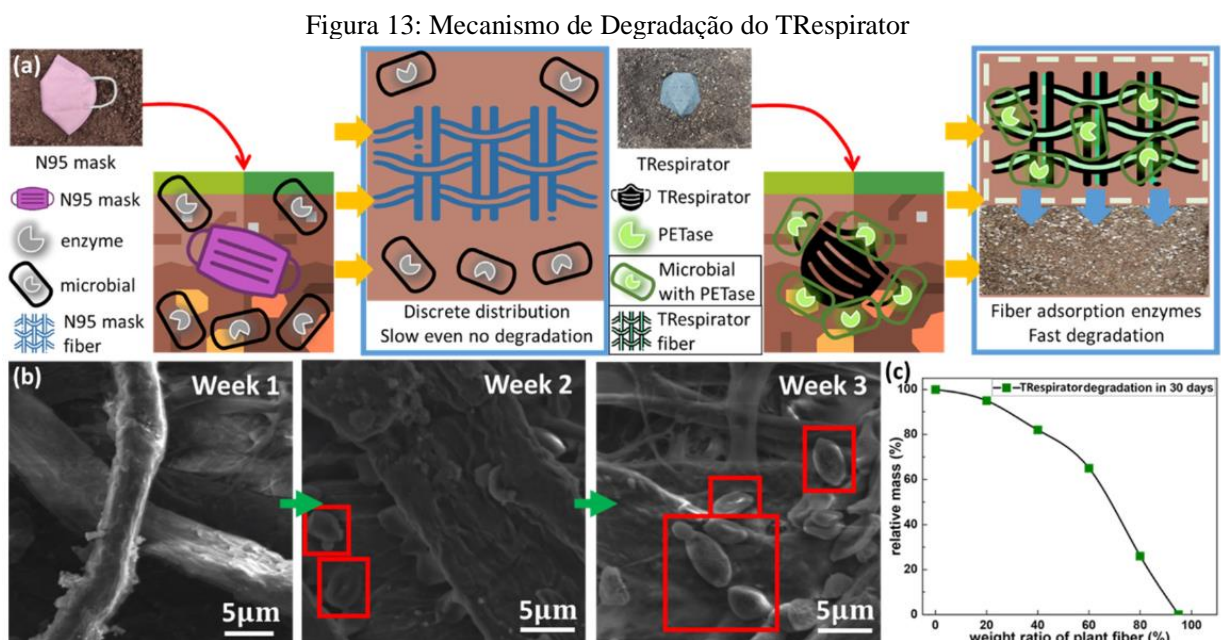 Figura 13: Mecanismo de Degradação do TRespirator
(a)
N95 mask
N95 mask
enzyme
microbial
N95 mask
fiber
Discrete distribution
Slow even no degradation
TRespirator
TRespirator
PETase
Microbial
with PETase
TRespirator
fiber
Fiber adsorption enzymes
Fast degradation
(b)
Week 1
5μm
Week 2
5μm
Week 3
5μm
(c)
TRespirator degradation in 30 days
relative mass (%)
100
80
60
40
20
0
0 20 40 60 80 100
weight ratio of plant fiber (%)